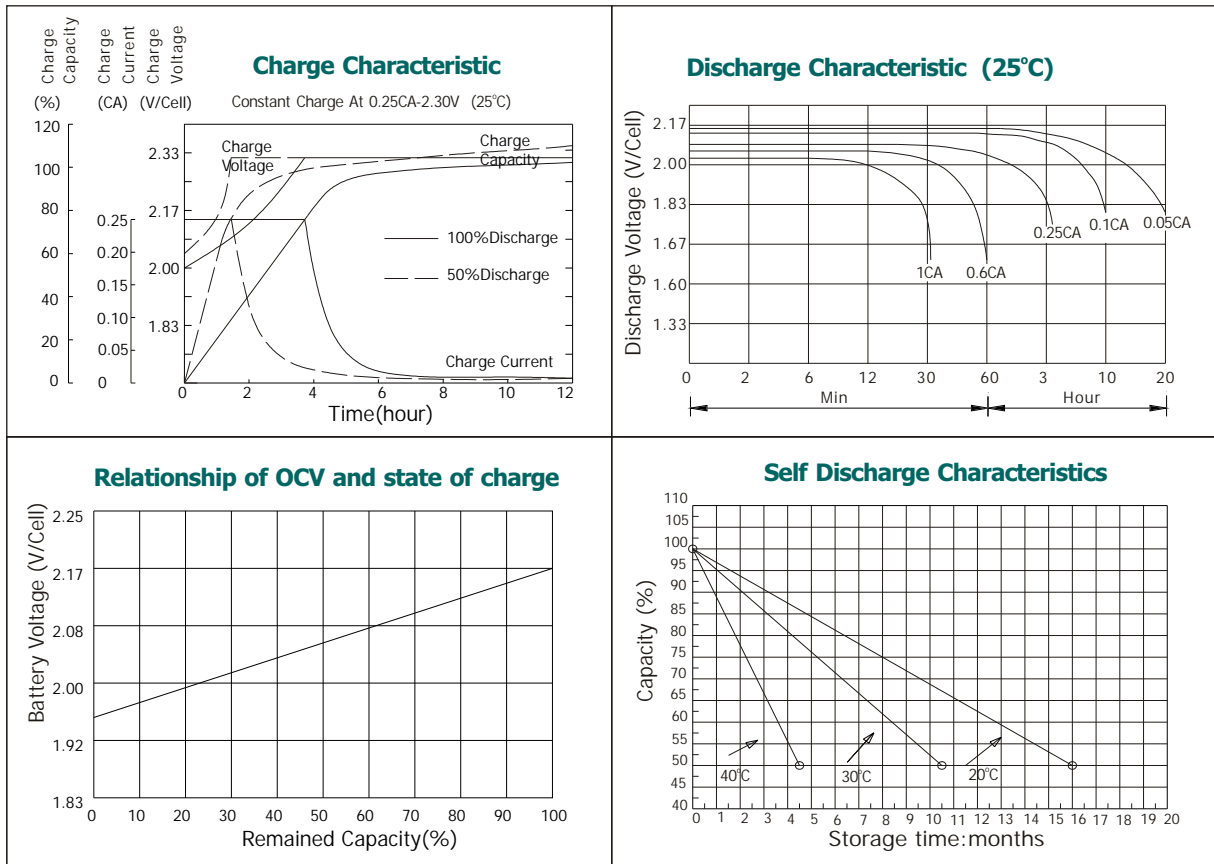 Charge Capacity
Charge Current
Charge Voltage
(%) (CA) (V/Cell)
Charge Characteristic
Constant Charge At 0.25CA-2.30V (25°C)
120
100
80
60
40
20
0
0.25
0.20
0.15
0.10
0.05
0
2.33
2.17
2.00
1.83
Charge Voltage
Charge Capacity
100%Discharge
50%Discharge
Charge Current
0 2 4 6 8 10 12
Time(hour)
Discharge Characteristic (25°C)
Discharge Voltage (V/Cell)
2.17
2.00
1.83
1.67
1.60
1.33
1CA
0.6CA
0.25CA
0.1CA
0.05CA
0 2 6 12 30 60 3 10 20
Min Hour
Relationship of OCV and state of charge
Battery Voltage (V/Cell)
2.25
2.17
2.08
2.00
1.92
1.83
0 10 20 30 40 50 60 70 80 90 100
Remained Capacity(%)
Self Discharge Characteristics
Capacity (%)
110
105
100
95
90
85
80
75
70
65
60
55
50
45
40
40°C
30°C
20°C
0 1 2 3 4 5 6 7 8 9 10 11 12 13 14 15 16 17 18 19 20
Storage time:months